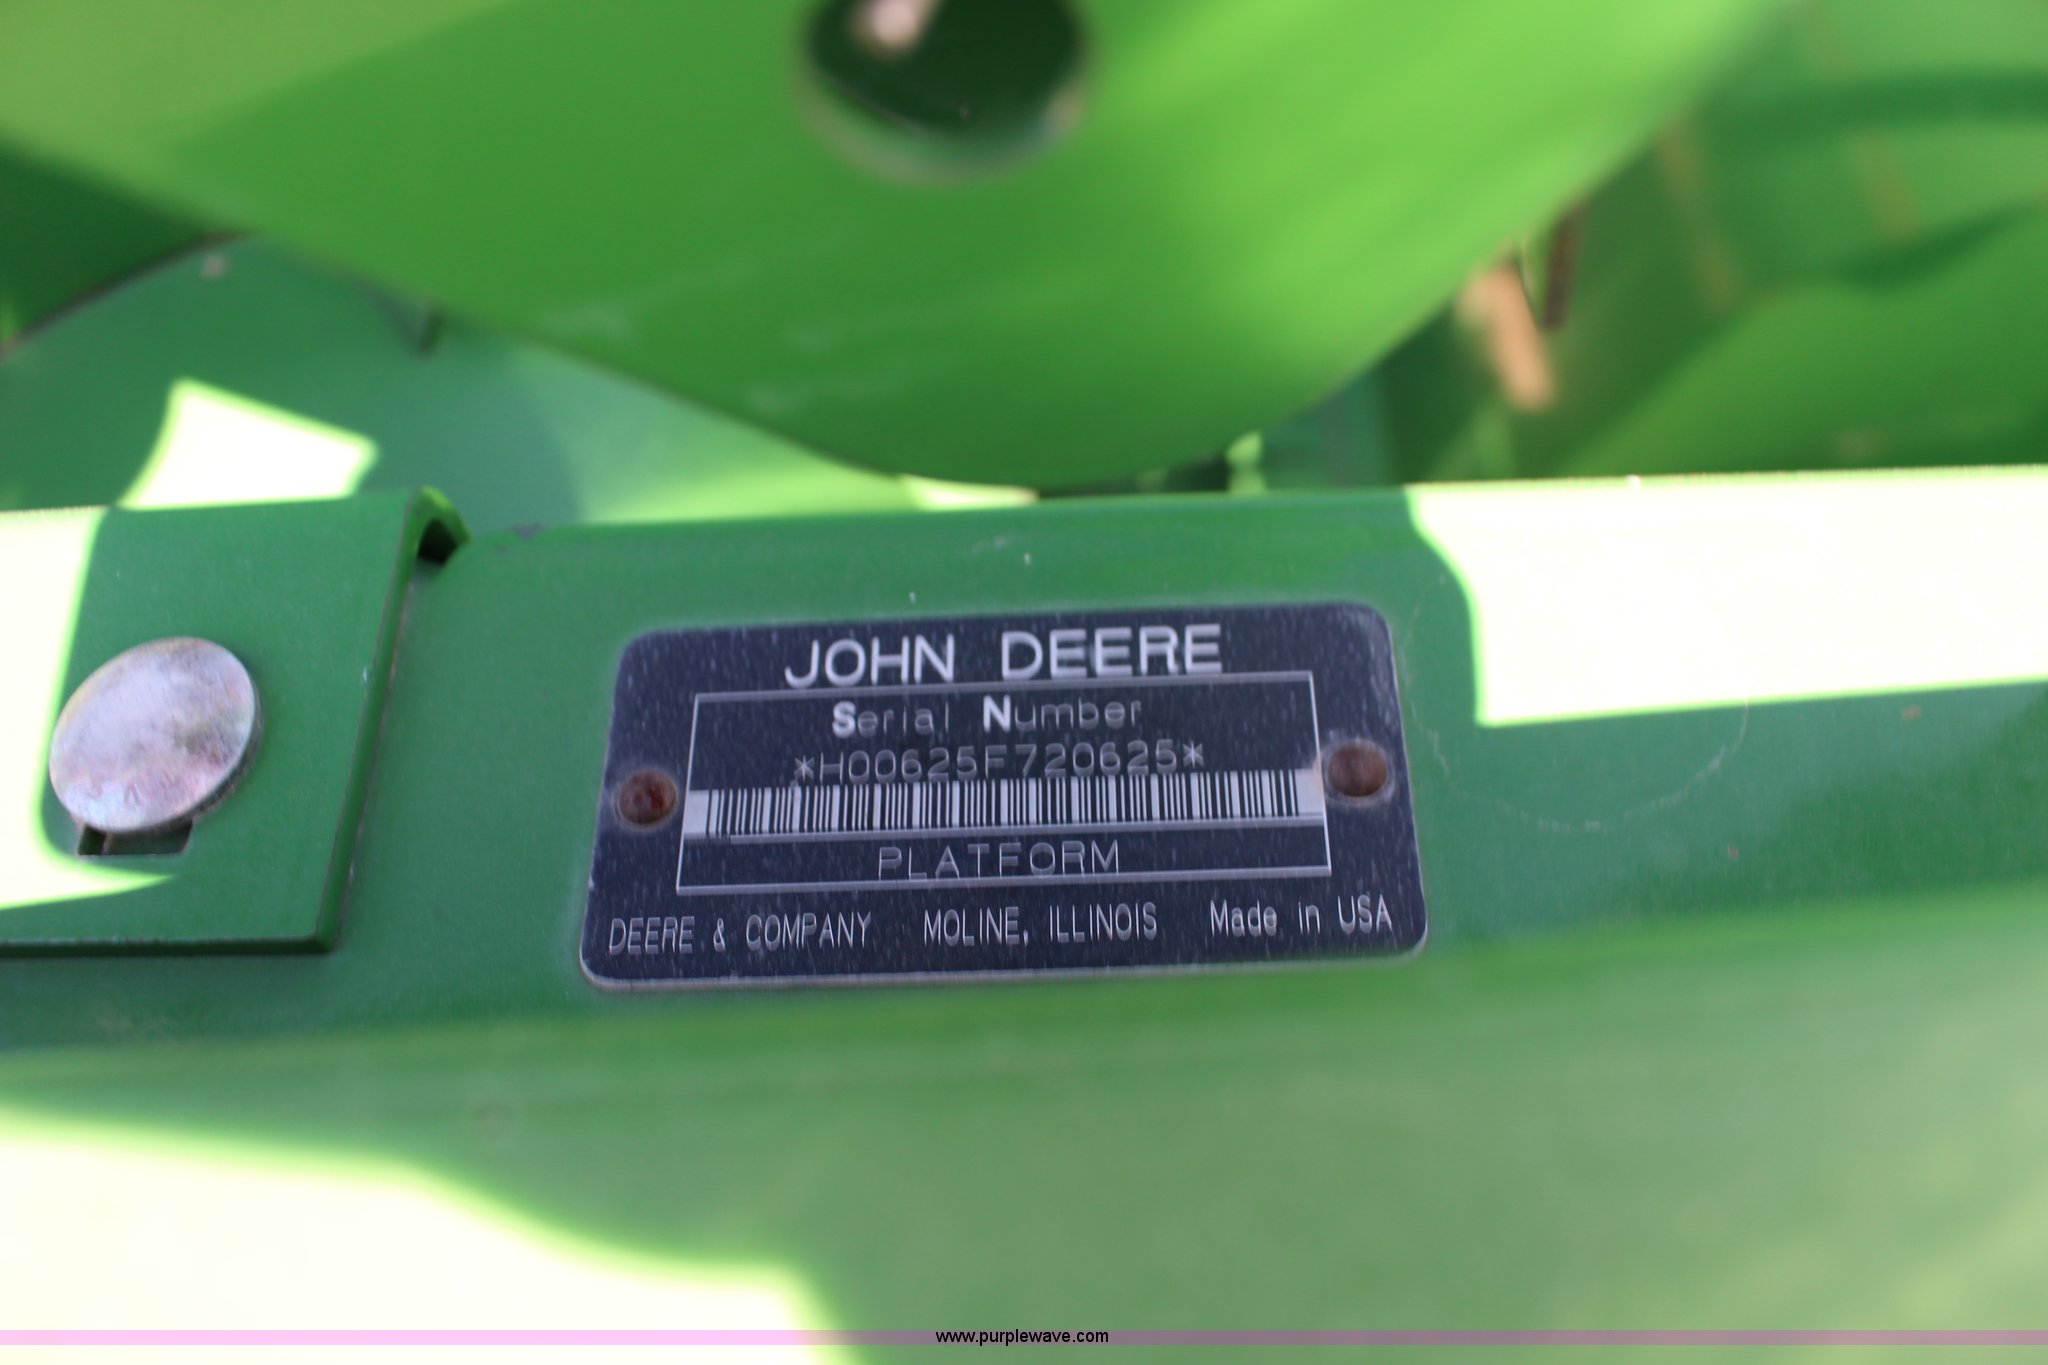 JOHN DEERE
Serial Number
*H00625F720625*
PLATFORM
DEERE & COMPANY MOLINE, ILLINOIS Made in USA
www.purplewave.com